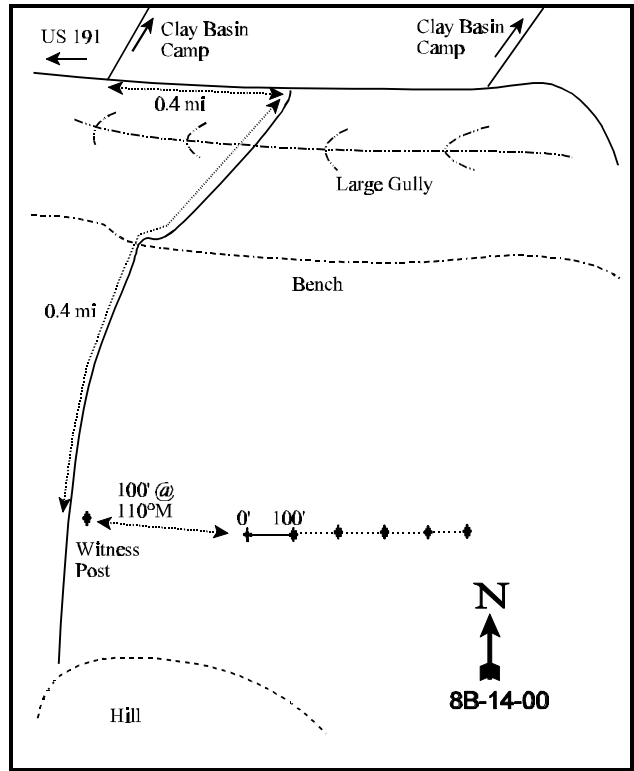 US 191
Clay Basin
Camp
Clay Basin
Camp
0.4 mi
Large Gully
Bench
0.4 mi
100' @
110°M
0'
100'
Witness
Post
N
8B-14-00
Hill